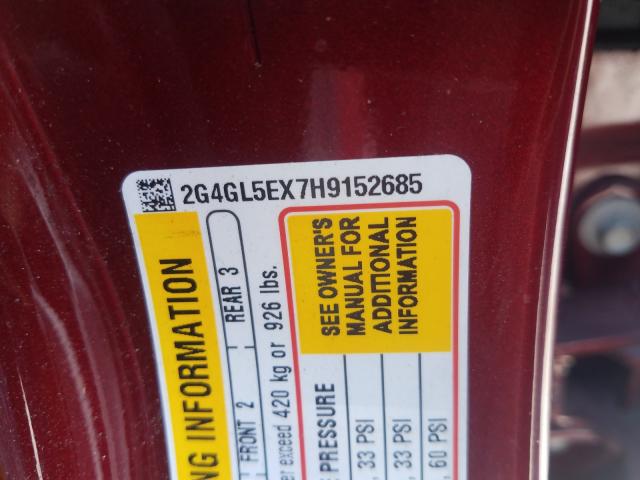 2G4GL5EX7H9152685
NG INFORMATION
FRONT 2 REAR 3
exceed 420 kg or 926 lbs.
SEE OWNER'S
MANUAL FOR
ADDITIONAL
INFORMATION
PRESSURE
33 PSI
33 PSI
60 PSI